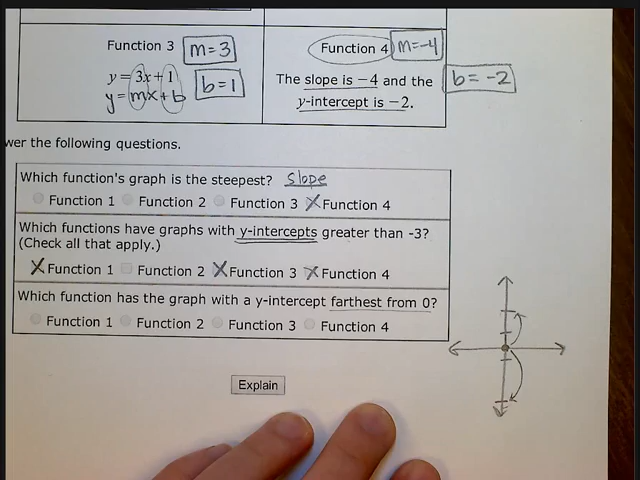 Function 3 m=3
y = 3x + 1 b=1
y = mx + b
Function 4 m=-4
The slope is −4 and the b=-2
y-intercept is −2.
wer the following questions.
Which function's graph is the steepest? Slope
Function 1 Function 2 Function 3 X Function 4
Which functions have graphs with y-intercepts greater than -3?
(Check all that apply.)
X Function 1 Function 2 X Function 3 X Function 4
Which function has the graph with a y-intercept farthest from 0?
Function 1 Function 2 Function 3 Function 4
Explain